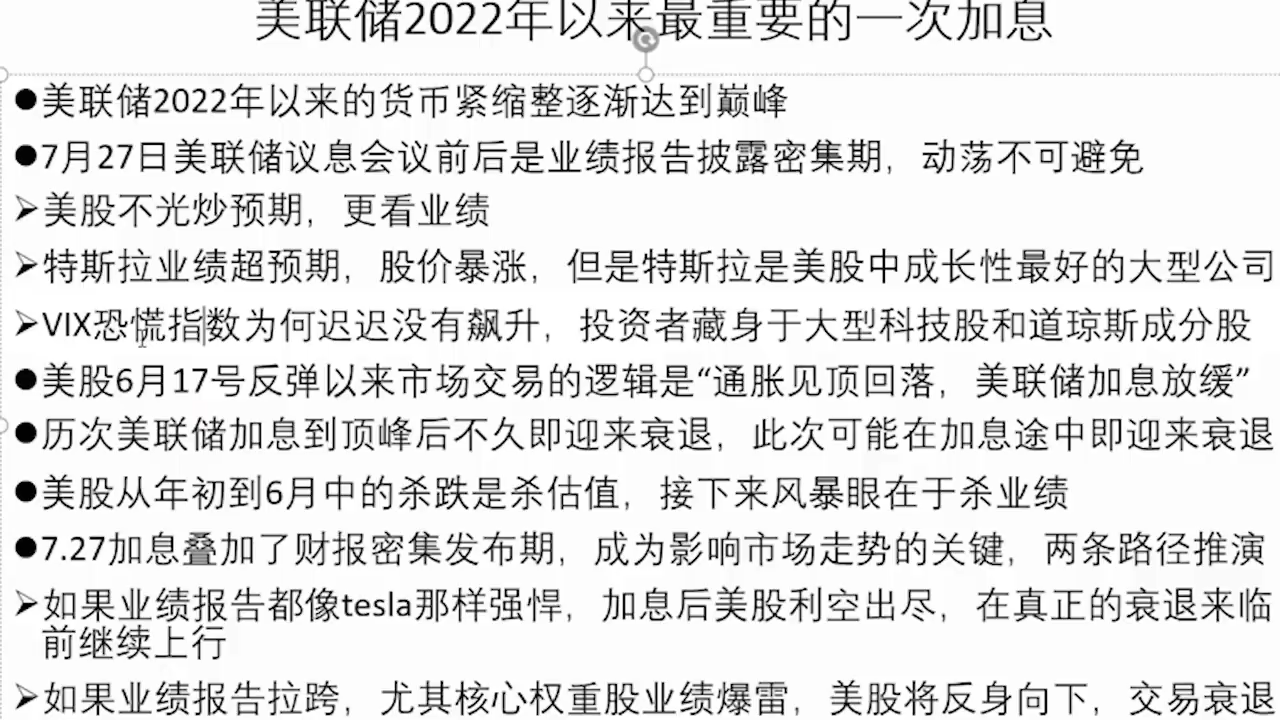 美联储2022年以来最重要的一次加息
●美联储2022年以来的货币紧缩整逐渐达到巅峰
●7月27日美联储议息会议前后是业绩报告披露密集期，动荡不可避免
➢美股不光炒预期，更看业绩
➢特斯拉业绩超预期，股价暴涨，但是特斯拉是美股中成长性最好的大型公司
➢VIX恐慌指数为何迟迟没有飙升，投资者藏身于大型科技股和道琼斯成分股
●美股6月17号反弹以来市场交易的逻辑是“通胀见顶回落，美联储加息放缓”
●历次美联储加息到顶峰后不久即迎来衰退，此次可能在加息途中即迎来衰退
●美股从年初到6月中的杀跌是杀估值，接下来风暴眼在于杀业绩
●7.27加息叠加了财报密集发布期，成为影响市场走势的关键，两条路径推演
➢如果业绩报告都像tesla那样强悍，加息后美股利空出尽，在真正的衰退来临
前继续上行
➢如果业绩报告拉跨，尤其核心权重股业绩爆雷，美股将反身向下，交易衰退